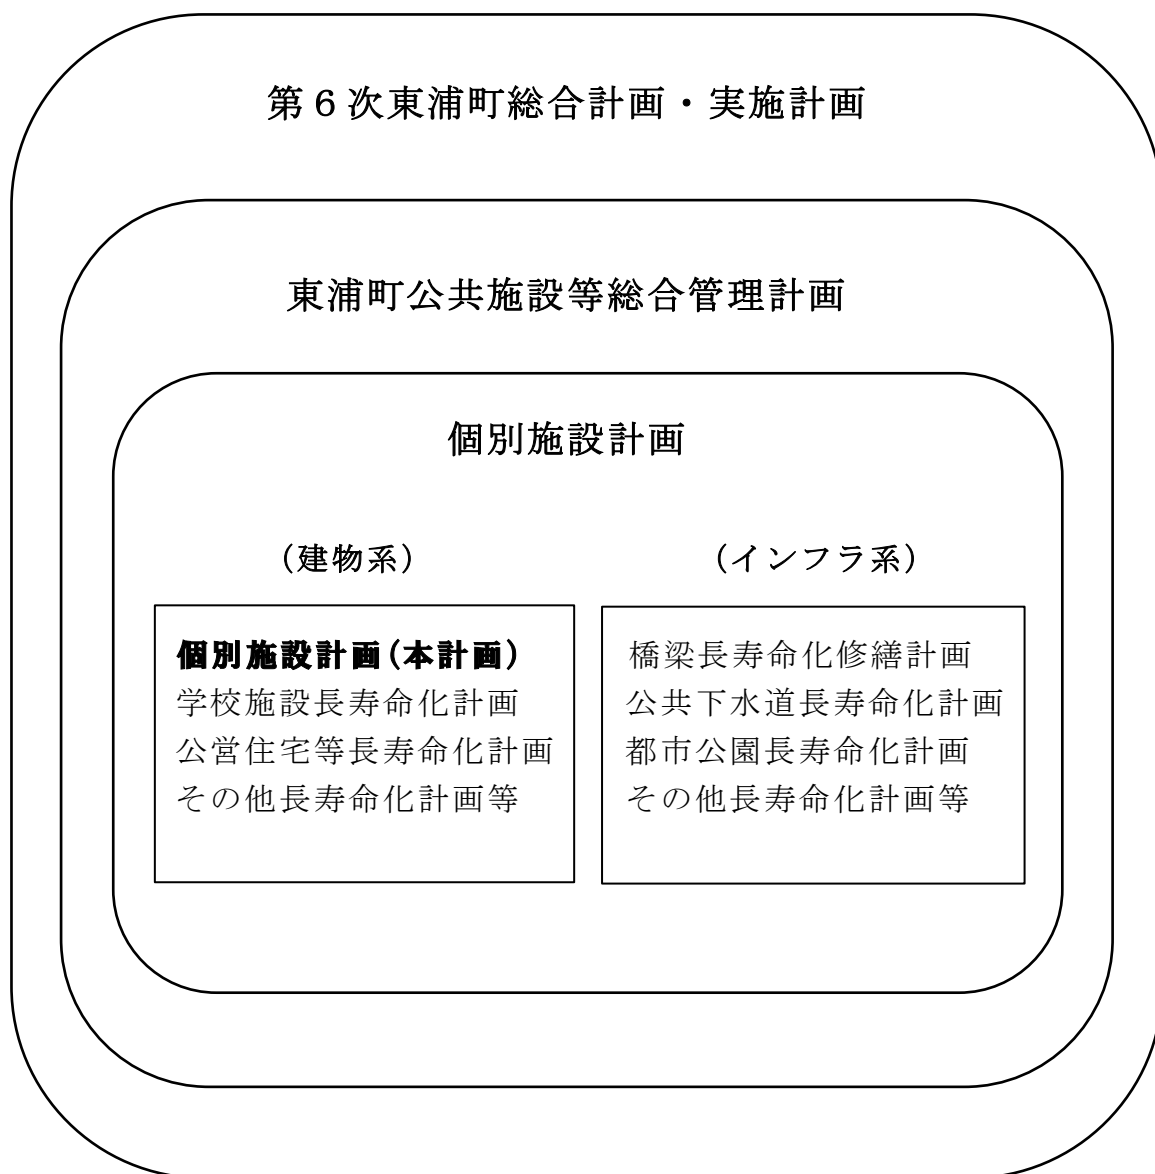 第６次東浦町総合計画・実施計画
東浦町公共施設等総合管理計画
個別施設計画
(建物系)
個別施設計画(本計画)
学校施設長寿命化計画
公営住宅等長寿命化計画
その他長寿命化計画等
(インフラ系)
橋梁長寿命化修繕計画
公共下水道長寿命化計画
都市公園長寿命化計画
その他長寿命化計画等